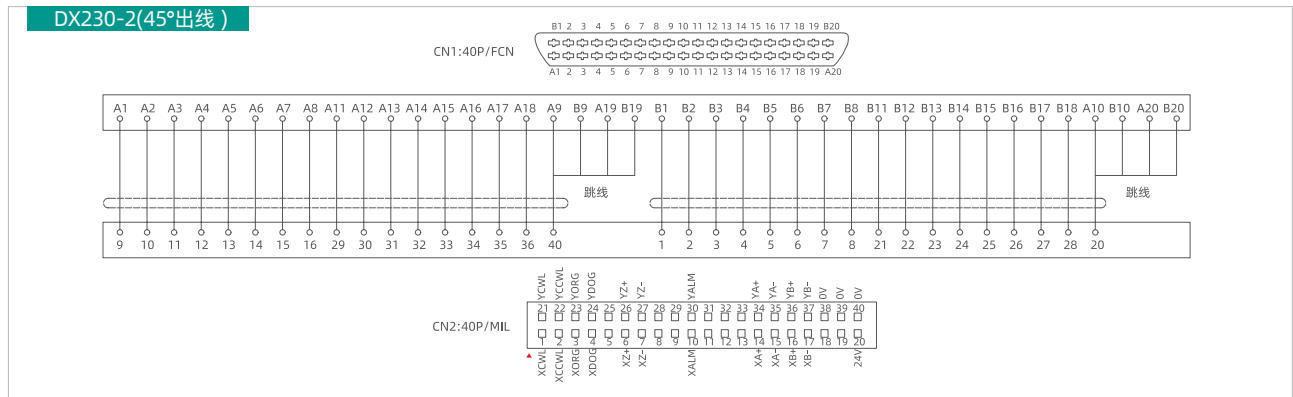 DX230-2(45°出线 )
B1 2 3 4 5 6 7 8 9 10 11 12 13 14 15 16 17 18 19 B20
CN1:40P/FCN
A1 2 3 4 5 6 7 8 9 10 11 12 13 14 15 16 17 18 19 A20
A1 A2 A3 A4 A5 A6 A7 A8 A11 A12 A13 A14 A15 A16 A17 A18 A9 B9 A19 B19 B1 B2 B3 B4 B5 B6 B7 B8 B11 B12 B13 B14 B15 B16 B17 B18 A10 B10 A20 B20
跳线 跳线
9 10 11 12 13 14 15 16 29 30 31 32 33 34 35 36 40 1 2 3 4 5 6 7 8 21 22 23 24 25 26 27 28 20
YCWL YCCWL YORG YDOG YZ+ YZ- YALM YA+ YA- YB+ YB- 0V 0V 0V
21 22 23 24 25 26 27 28 29 30 31 32 33 34 35 36 37 38 39 40
CN2:40P/MIL
1 2 3 4 5 6 7 8 9 10 11 12 13 14 15 16 17 18 19 20
XCWL XCCWL XORG XDOG XZ+ XZ- XALM XA+ XA- XB+ XB- 24V